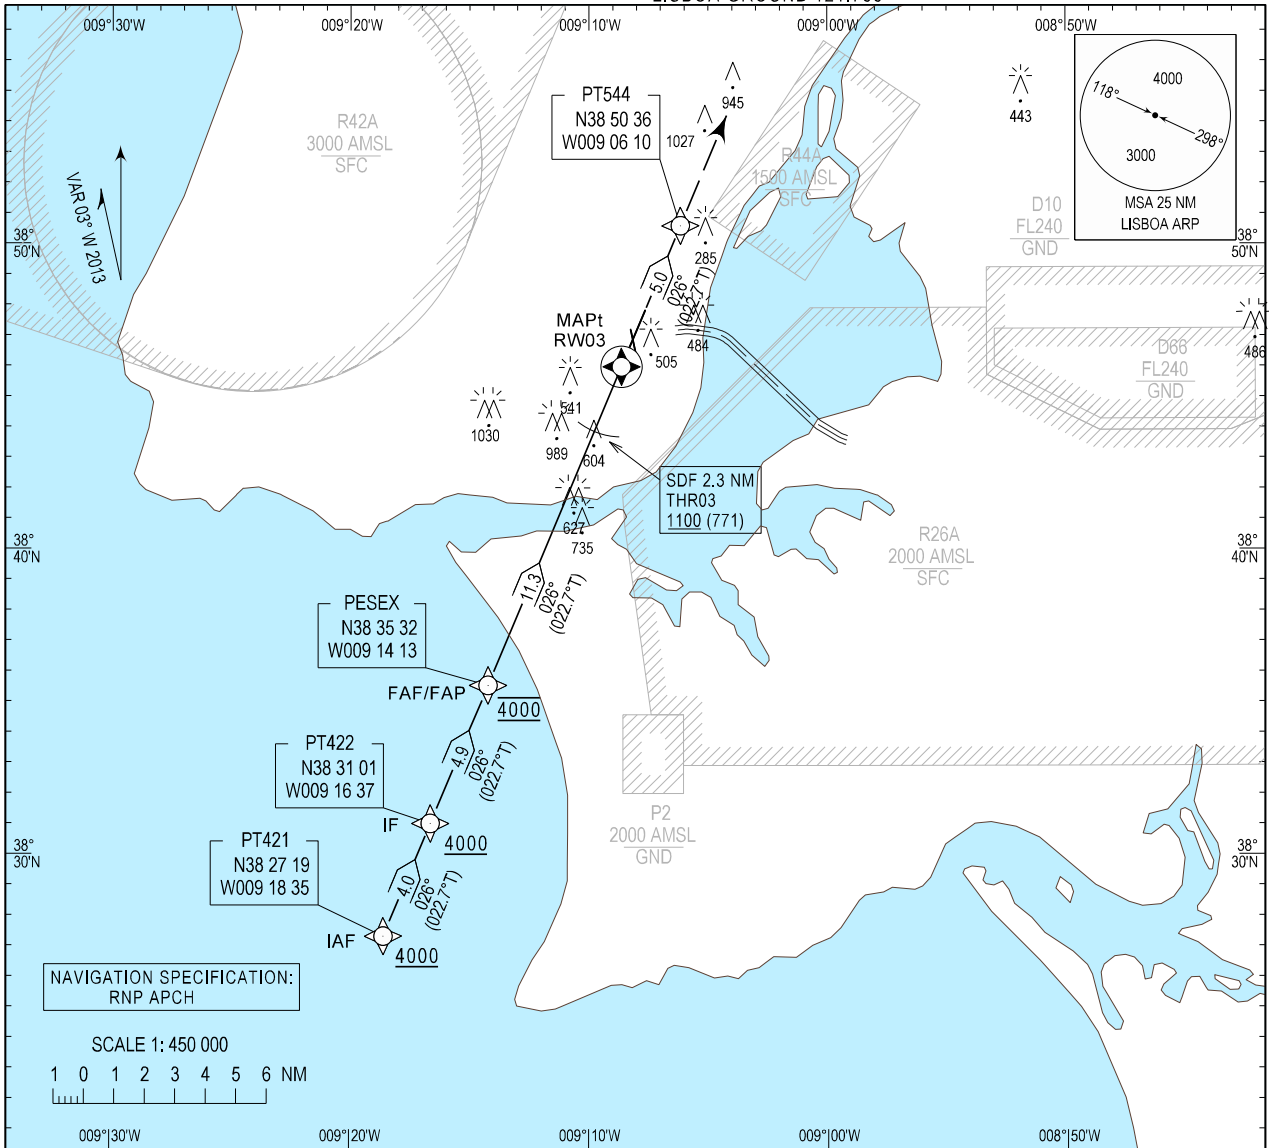 009°30'W
009°20'W
009°10'W
009°00'W
008°50'W
PT544
N38 50 36
W009 06 10
945
1027
443
4000
118°
298°
3000
MSA 25 NM
LISBOA ARP
R42A
3000 AMSL
SFC
R44A
1500 AMSL
SFC
D10
FL240
GND
VAR 03° W 2013
38°
50'N
38°
50'N
285
5.0
026°
(022.7°T)
MAPt
RW03
484
505
486
D66
FL240
GND
541
1030
989
604
SDF 2.3 NM
THR03
1100 (771)
627
735
R26A
2000 AMSL
SFC
38°
40'N
38°
40'N
11.3
026°
(022.7°T)
PESEX
N38 35 32
W009 14 13
FAF/FAP
4000
PT422
N38 31 01
W009 16 37
4.9
026°
(022.7°T)
IF
4000
P2
2000 AMSL
GND
38°
30'N
38°
30'N
PT421
N38 27 19
W009 18 35
4.0
026°
(022.7°T)
IAF
4000
NAVIGATION SPECIFICATION:
RNP APCH
SCALE 1: 450 000
1 0 1 2 3 4 5 6 NM
009°30'W
009°20'W
009°10'W
009°00'W
008°50'W